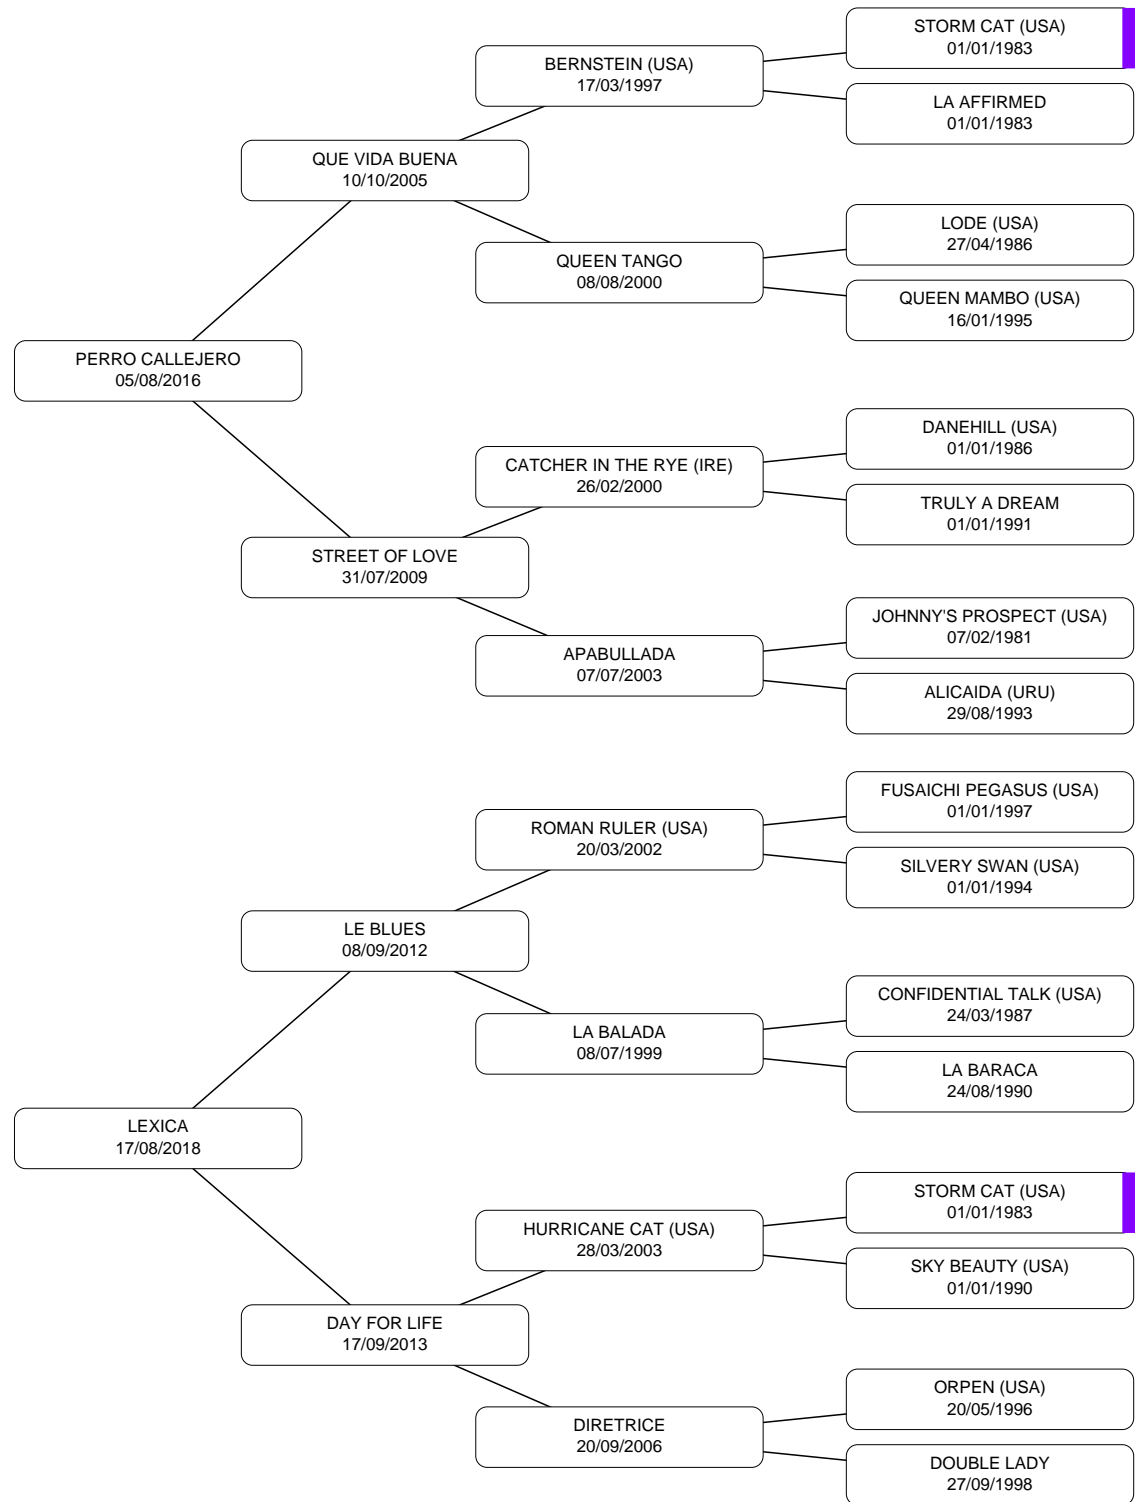 STORM CAT (USA)
01/01/1983
BERNSTEIN (USA)
17/03/1997
LA AFFIRMED
01/01/1983
QUE VIDA BUENA
10/10/2005
LODE (USA)
27/04/1986
QUEEN TANGO
08/08/2000
QUEEN MAMBO (USA)
16/01/1995
PERRO CALLEJERO
05/08/2016
DANEHILL (USA)
01/01/1986
CATCHER IN THE RYE (IRE)
26/02/2000
TRULY A DREAM
01/01/1991
STREET OF LOVE
31/07/2009
JOHNNY'S PROSPECT (USA)
07/02/1981
APABULLADA
07/07/2003
ALICAIDA (URU)
29/08/1993
FUSAICHI PEGASUS (USA)
01/01/1997
ROMAN RULER (USA)
20/03/2002
SILVERY SWAN (USA)
01/01/1994
LE BLUES
08/09/2012
CONFIDENTIAL TALK (USA)
24/03/1987
LA BALADA
08/07/1999
LA BARACA
24/08/1990
LEXICA
17/08/2018
STORM CAT (USA)
01/01/1983
HURRICANE CAT (USA)
28/03/2003
SKY BEAUTY (USA)
01/01/1990
DAY FOR LIFE
17/09/2013
ORPEN (USA)
20/05/1996
DIRETRICE
20/09/2006
DOUBLE LADY
27/09/1998